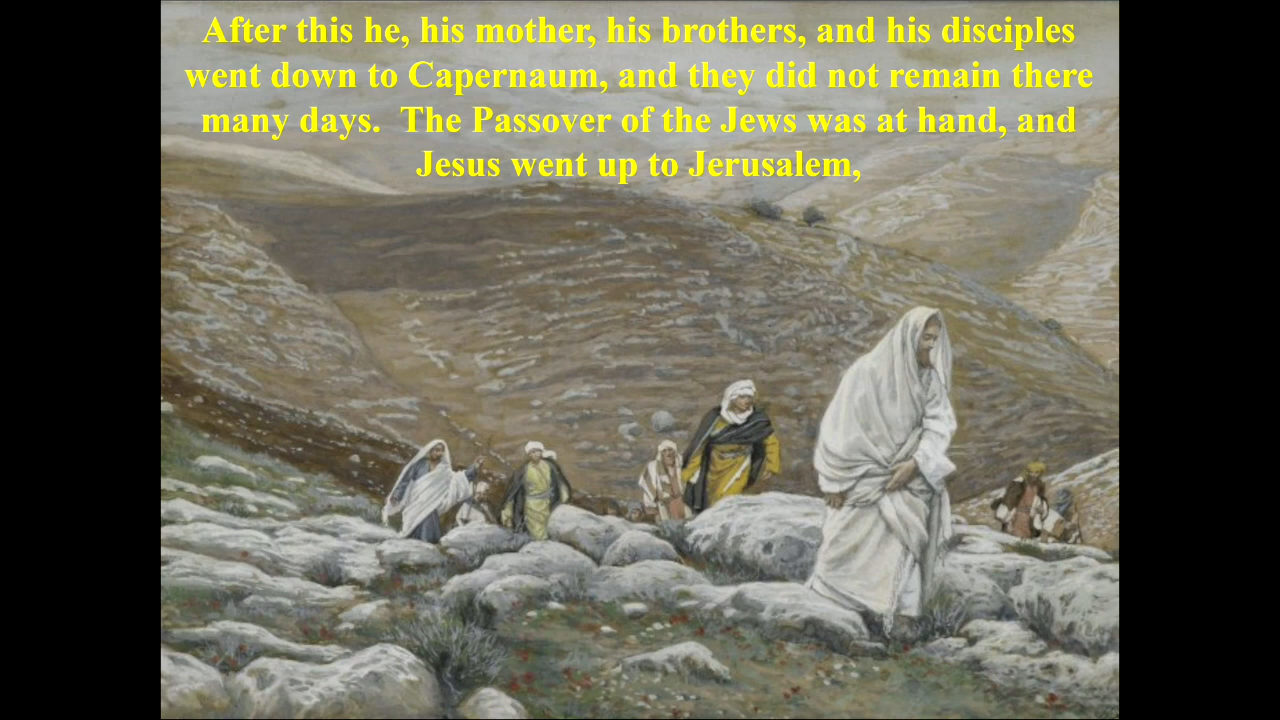 After this he, his mother, his brothers, and his disciples
went down to Capernaum, and they did not remain there
many days.  The Passover of the Jews was at hand, and
Jesus went up to Jerusalem,